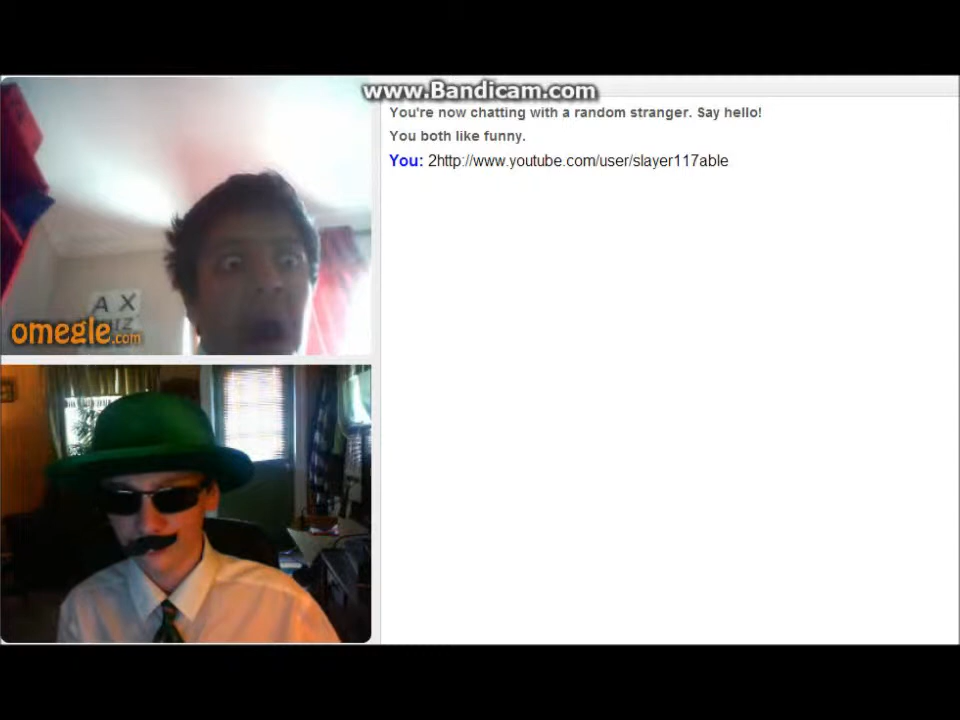 www.Bandicam.com
You're now chatting with a random stranger. Say hello!
You both like funny.
You: 2http://www.youtube.com/user/slayer117able
A X
omegle.com